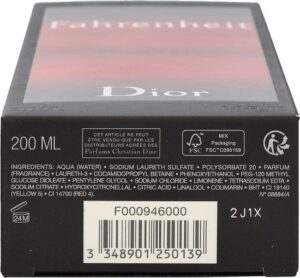 Fahrenheit
Dior
200 ML
CET ARTICLE NE PEUT
ÊTRE VENDU QUE PAR LES
DÉPOSITAIRES AGRÉÉS DES
Parfums Christian Dior
FSC
MIX
Packaging
FSC® C095159
INGREDIENTS: AQUA (WATER) • SODIUM LAURETH SULFATE • POLYSORBATE 20 • PARFUM
(FRAGRANCE) • LAURETH-3 • COCAMIDOPROPYL BETAINE • PHENOXYETHANOL • PEG-120 METHYL
GLUCOSE DIOLEATE • PENTYLENE GLYCOL • SODIUM CHLORIDE • LIMONENE • TETRASODIUM EDTA •
SODIUM CITRATE • HYDROXYCITRONELLAL • CITRIC ACID • LINALOOL • COUMARIN • BHT • CI 19140
(YELLOW 5) • CI 14700 (RED 4).
N° 08884/A
24M
F000946000
2J1X
3 348901 250139